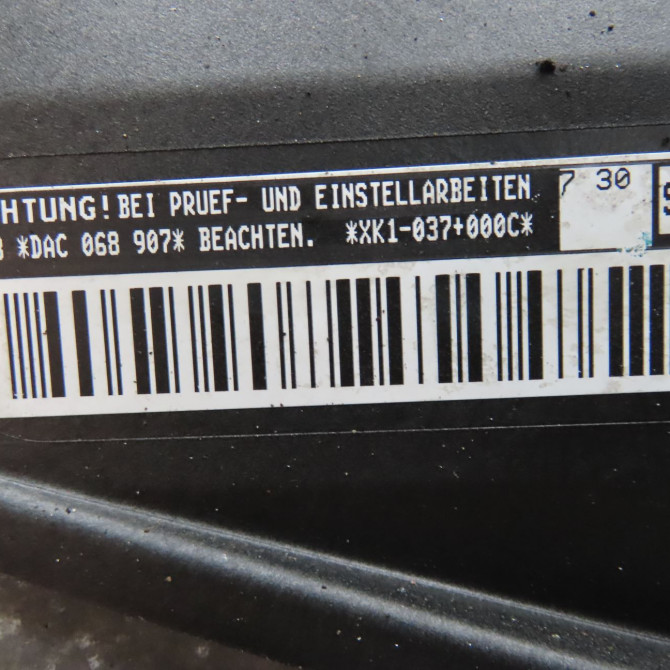 HTUNG! BEI PRUEF- UND EINSTELLARBEITEN 7 30
*DAC 068 907* BEACHTEN. *XK1-037+000C*